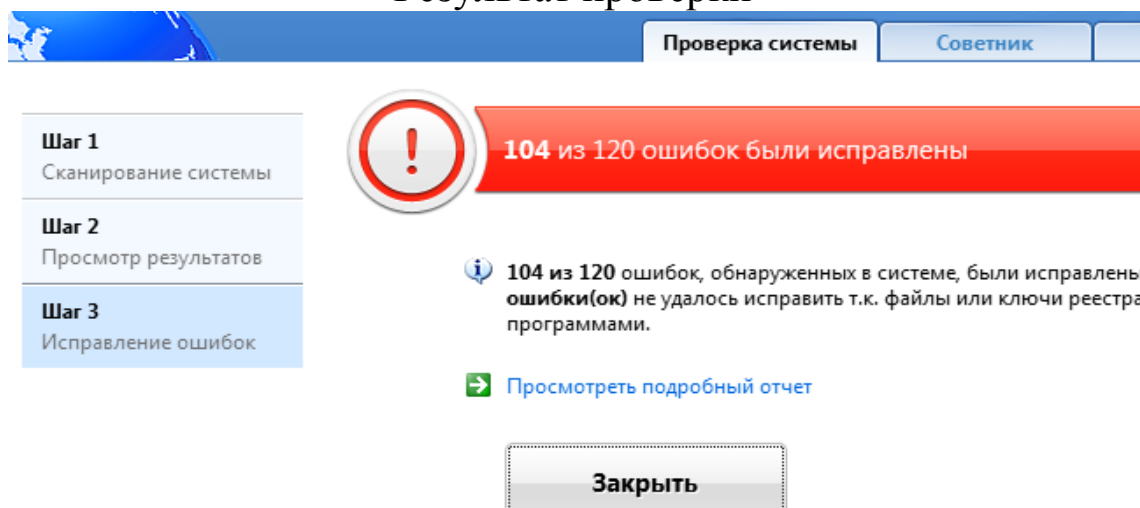 Результат проверки
Проверка системы
Советник
Шаг 1
Сканирование системы
Шаг 2
Просмотр результатов
Шаг 3
Исправление ошибок
104 из 120 ошибок были исправлены
104 из 120 ошибок, обнаруженных в системе, были исправлены
ошибки(ок) не удалось исправить т.к. файлы или ключи реестра
программами.
Просмотреть подробный отчет
Закрыть